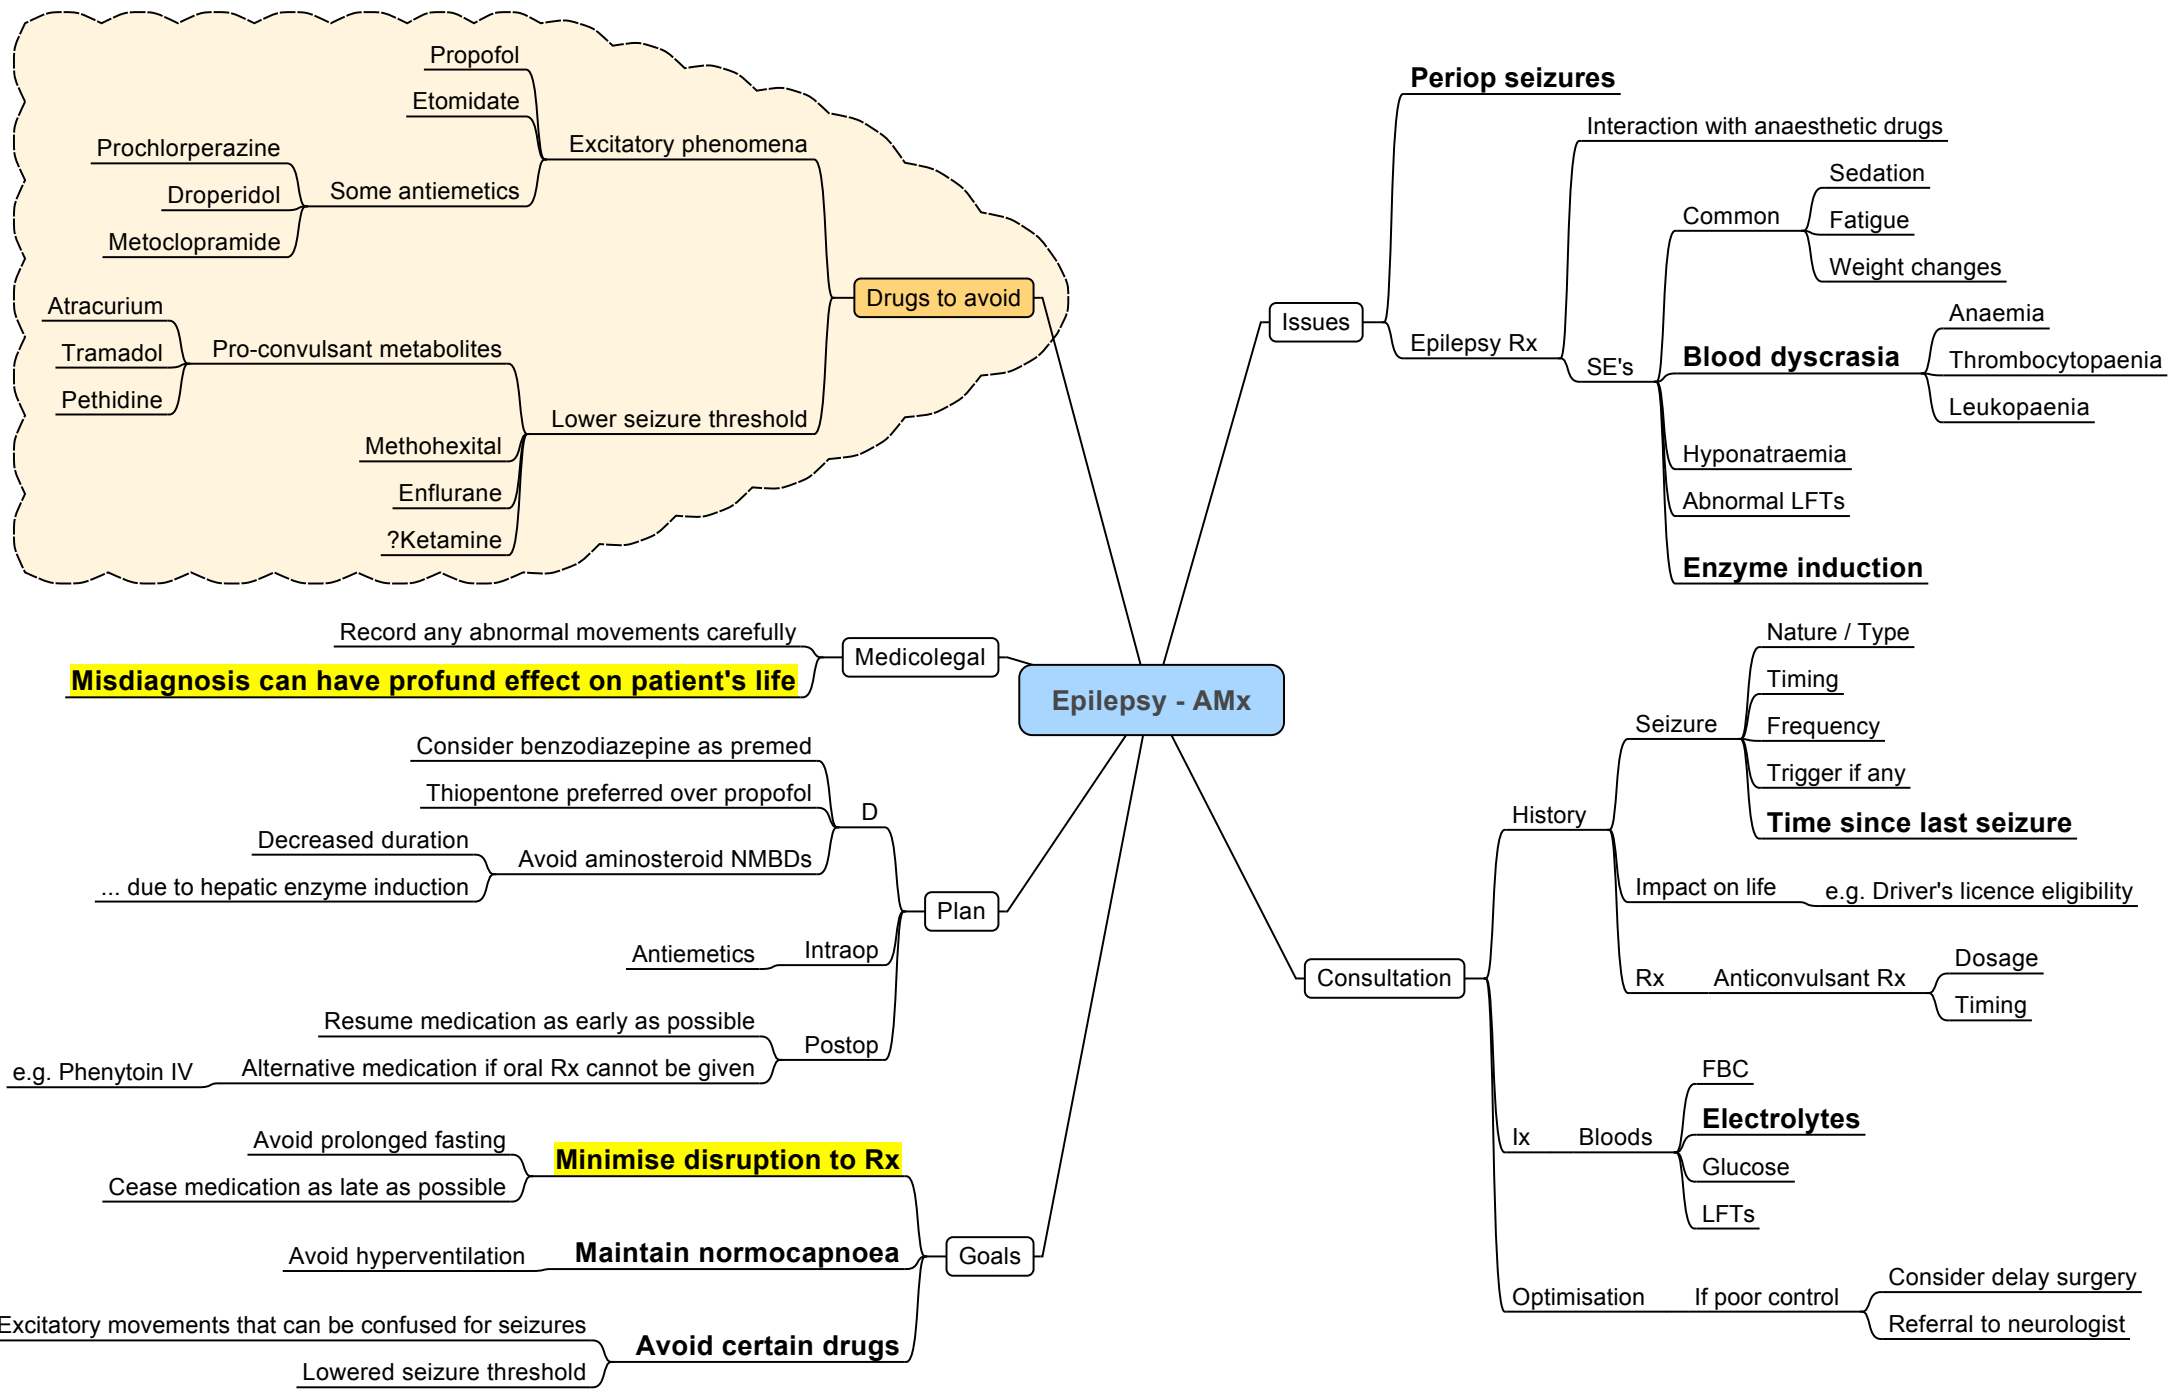 Epilepsy - AMx
Drugs to avoid
Excitatory phenomena
Propofol
Etomidate
Some antiemetics
Prochlorperazine
Droperidol
Metoclopramide
Lower seizure threshold
Pro-convulsant metabolites
Atracurium
Tramadol
Pethidine
Methohexital
Enflurane
?Ketamine
Medicolegal
Record any abnormal movements carefully
Misdiagnosis can have profund effect on patient's life
Plan
D
Consider benzodiazepine as premed
Thiopentone preferred over propofol
Avoid aminosteroid NMBDs
Decreased duration
... due to hepatic enzyme induction
Intraop
Antiemetics
Postop
Resume medication as early as possible
Alternative medication if oral Rx cannot be given
e.g. Phenytoin IV
Goals
Minimise disruption to Rx
Avoid prolonged fasting
Cease medication as late as possible
Maintain normocapnoea
Avoid hyperventilation
Avoid certain drugs
Excitatory movements that can be confused for seizures
Lowered seizure threshold
Issues
Periop seizures
Epilepsy Rx
Interaction with anaesthetic drugs
SE's
Common
Sedation
Fatigue
Weight changes
Blood dyscrasia
Anaemia
Thrombocytopaenia
Leukopaenia
Hyponatraemia
Abnormal LFTs
Enzyme induction
Consultation
History
Seizure
Nature / Type
Timing
Frequency
Trigger if any
Time since last seizure
Impact on life
e.g. Driver's licence eligibility
Rx
Anticonvulsant Rx
Dosage
Timing
Ix
Bloods
FBC
Electrolytes
Glucose
LFTs
Optimisation
If poor control
Consider delay surgery
Referral to neurologist